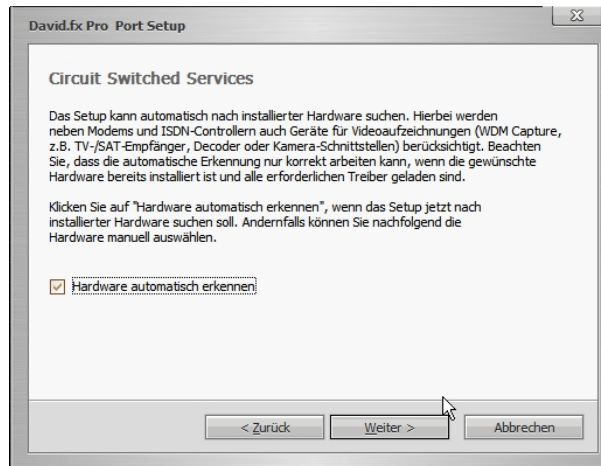 David.fx Pro Port Setup
Circuit Switched Services
Das Setup kann automatisch nach installierter Hardware suchen. Hierbei werden
neben Modems und ISDN-Controllern auch Geräte für Videoaufzeichnungen (WDM Capture,
z.B. TV-/SAT-Empfänger, Decoder oder Kamera-Schnittstellen) berücksichtigt. Beachten
Sie, dass die automatische Erkennung nur korrekt arbeiten kann, wenn die gewünschte
Hardware bereits installiert ist und alle erforderlichen Treiber geladen sind.
Klicken Sie auf "Hardware automatisch erkennen", wenn das Setup jetzt nach
installierter Hardware suchen soll. Andernfalls können Sie nachfolgend die
Hardware manuell auswählen.
Hardware automatisch erkennen
< Zurück Weiter > Abbrechen